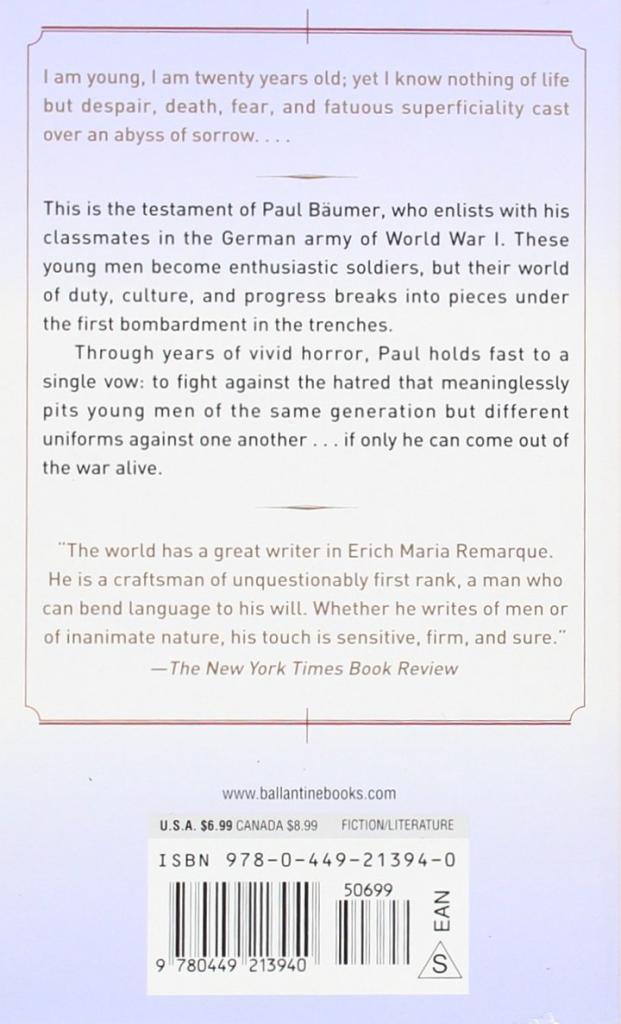 I am young, I am twenty years old; yet I know nothing of life
but despair, death, fear, and fatuous superficiality cast
over an abyss of sorrow. . . .
This is the testament of Paul Bäumer, who enlists with his
classmates in the German army of World War I. These
young men become enthusiastic soldiers, but their world
of duty, culture, and progress breaks into pieces under
the first bombardment in the trenches.
Through years of vivid horror, Paul holds fast to a
single vow: to fight against the hatred that meaninglessly
pits young men of the same generation but different
uniforms against one another . . . if only he can come out of
the war alive.
"The world has a great writer in Erich Maria Remarque.
He is a craftsman of unquestionably first rank, a man who
can bend language to his will. Whether he writes of men or
of inanimate nature, his touch is sensitive, firm, and sure."
—The New York Times Book Review
www.ballantinebooks.com
U.S.A. $6.99 CANADA $8.99 FICTION/LITERATURE
ISBN 978-0-449-21394-0
50699
EAN
S
9 780449 213940